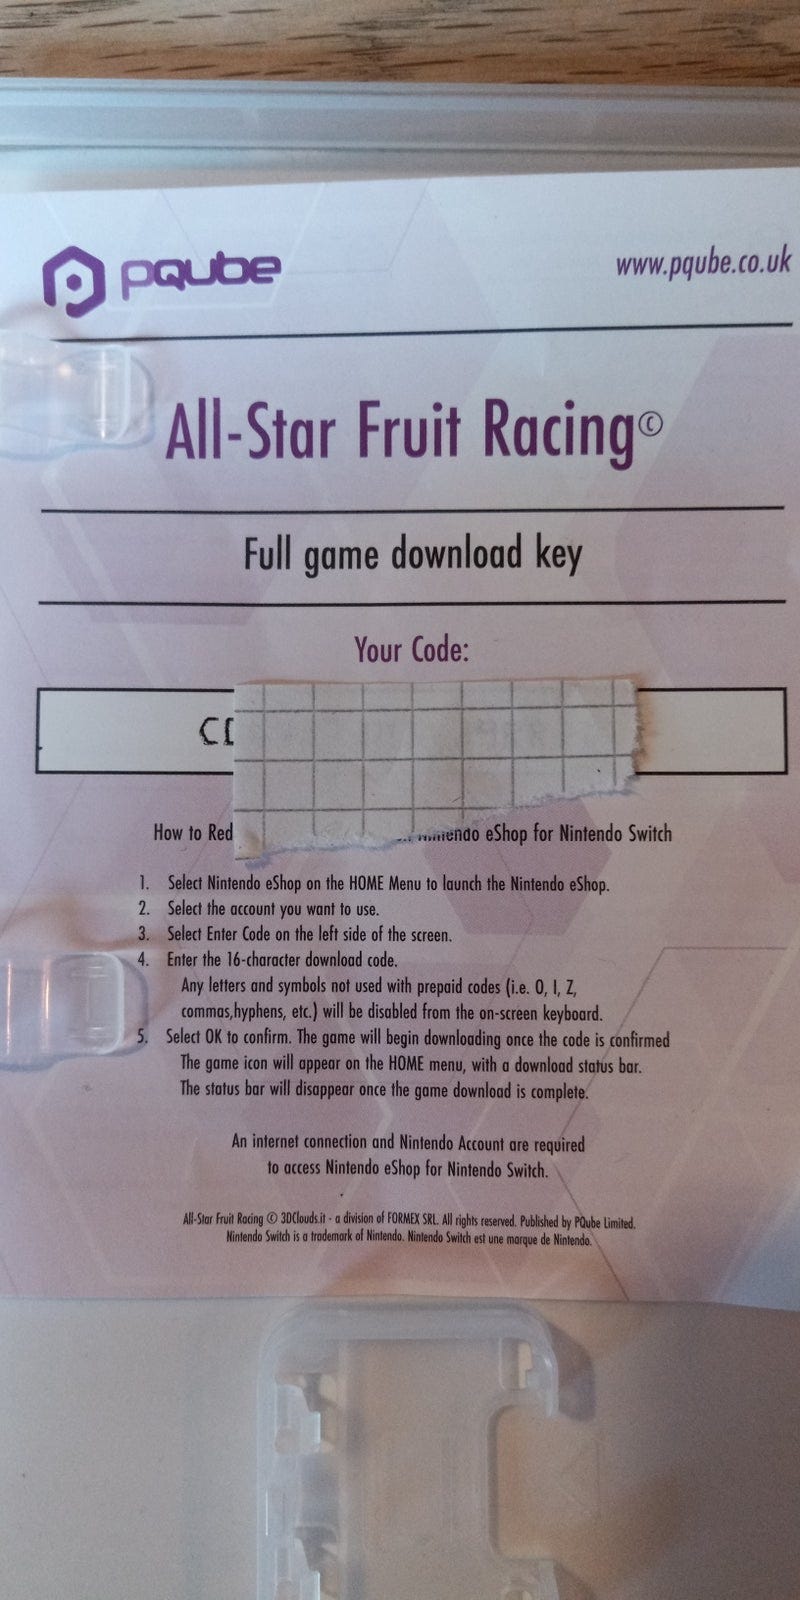 pqube
www.pqube.co.uk
All-Star Fruit Racing©
Full game download key
Your Code:
How to Red eShop for Nintendo Switch
1. Select Nintendo eShop on the HOME Menu to launch the Nintendo eShop.
2. Select the account you want to use.
3. Select Enter Code on the left side of the screen.
4. Enter the 16-character download code.
Any letters and symbols not used with prepaid codes (i.e. O, I, Z,
commas,hyphens, etc.) will be disabled from the on-screen keyboard.
5. Select OK to confirm. The game will begin downloading once the code is confirmed
The game icon will appear on the HOME menu, with a download status bar.
The status bar will disappear once the game download is complete.
An internet connection and Nintendo Account are required
to access Nintendo eShop for Nintendo Switch.
All-Star Fruit Racing © 3DClouds.it - a division of FORMEX SRL. All rights reserved. Published by PQube Limited.
Nintendo Switch is a trademark of Nintendo. Nintendo Switch est une marque de Nintendo.